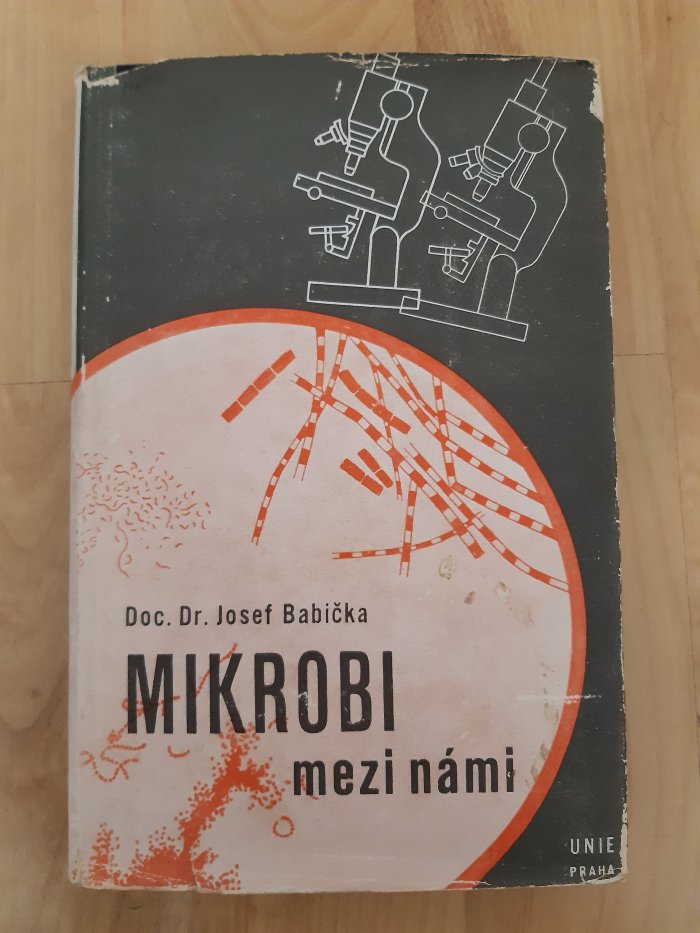 Doc. Dr. Josef Babička
MIKROBI
mezi námi
UNIE
PRAHA